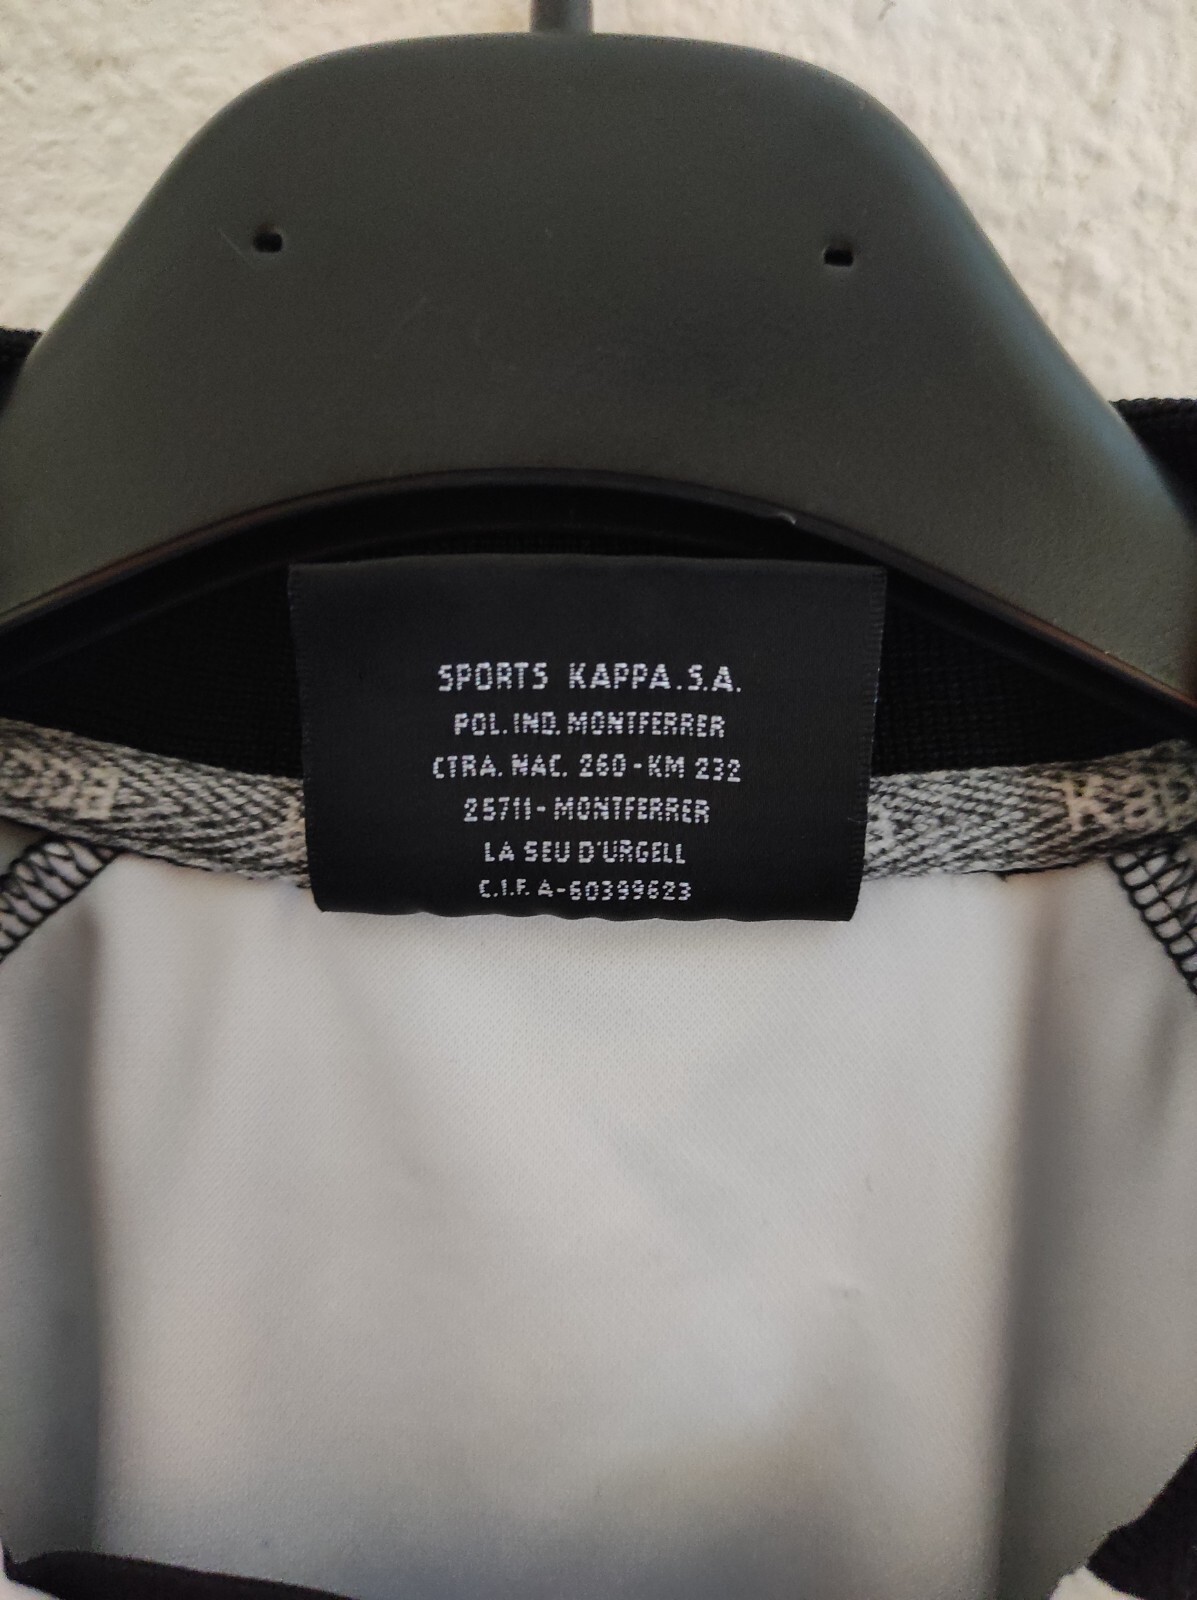 SPORTS KAPPA.S.A.
POL. IND. MONTFERRER
CTRA. NAC. 260 - KM 232
25711 - MONTFERRER
LA SEU D'URGELL
C.I.F. A-60399623